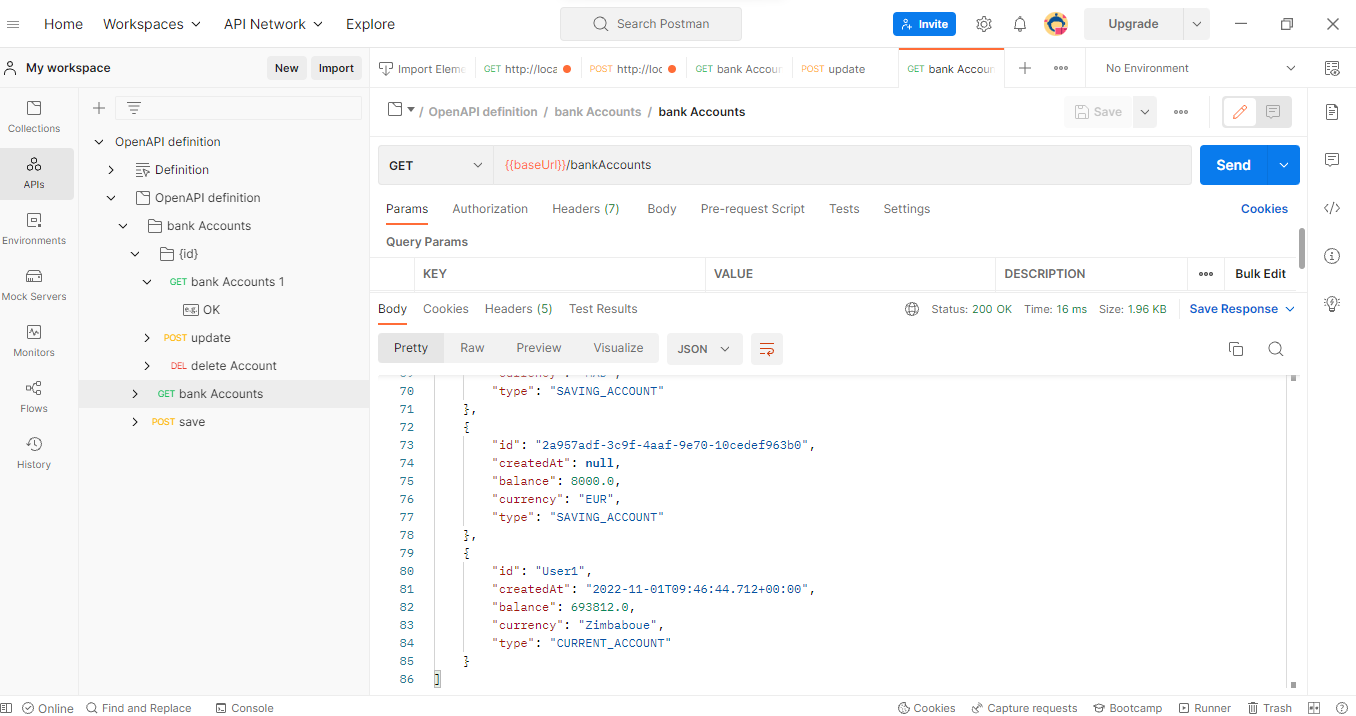 Home Workspaces API Network Explore Search Postman Invite Upgrade
My workspace New Import
Import Eleme GET http://loca POST http://loc GET bank Accour POST update GET bank Accoun No Environment
Collections
APIs
Environments
Mock Servers
Monitors
Flows
History
OpenAPI definition
Definition
OpenAPI definition
bank Accounts
{id}
GET bank Accounts 1
e.g. OK
POST update
DEL delete Account
GET bank Accounts
POST save
/ OpenAPI definition / bank Accounts / bank Accounts Save
GET {{baseUrl}}/bankAccounts Send
Params Authorization Headers (7) Body Pre-request Script Tests Settings Cookies
Query Params
KEY VALUE DESCRIPTION Bulk Edit
Body Cookies Headers (5) Test Results Status: 200 OK Time: 16 ms Size: 1.96 KB Save Response
Pretty Raw Preview Visualize JSON
70 "type": "SAVING_ACCOUNT"
71 },
72 {
73 "id": "2a957adf-3c9f-4aaf-9e70-10cedef963b0",
74 "createdAt": null,
75 "balance": 8000.0,
76 "currency": "EUR",
77 "type": "SAVING_ACCOUNT"
78 },
79 {
80 "id": "User1",
81 "createdAt": "2022-11-01T09:46:44.712+00:00",
82 "balance": 693812.0,
83 "currency": "Zimbaboue",
84 "type": "CURRENT_ACCOUNT"
85 }
86 ]
Online Find and Replace Console Cookies Capture requests Bootcamp Runner Trash